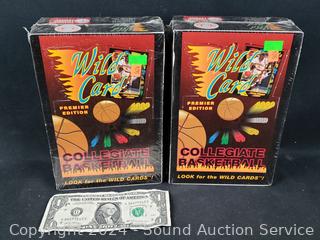 Wild
Card
PREMIER
EDITION
COLLEGIATE
BASKETBALL
LOOK for the WILD CARDS!
Wild
Card
PREMIER
EDITION
COLLEGIATE
BASKETBALL
LOOK for the WILD CARDS!
THE UNITED STATES OF AMERICA
Copyright 2024 - Sound Auction Service